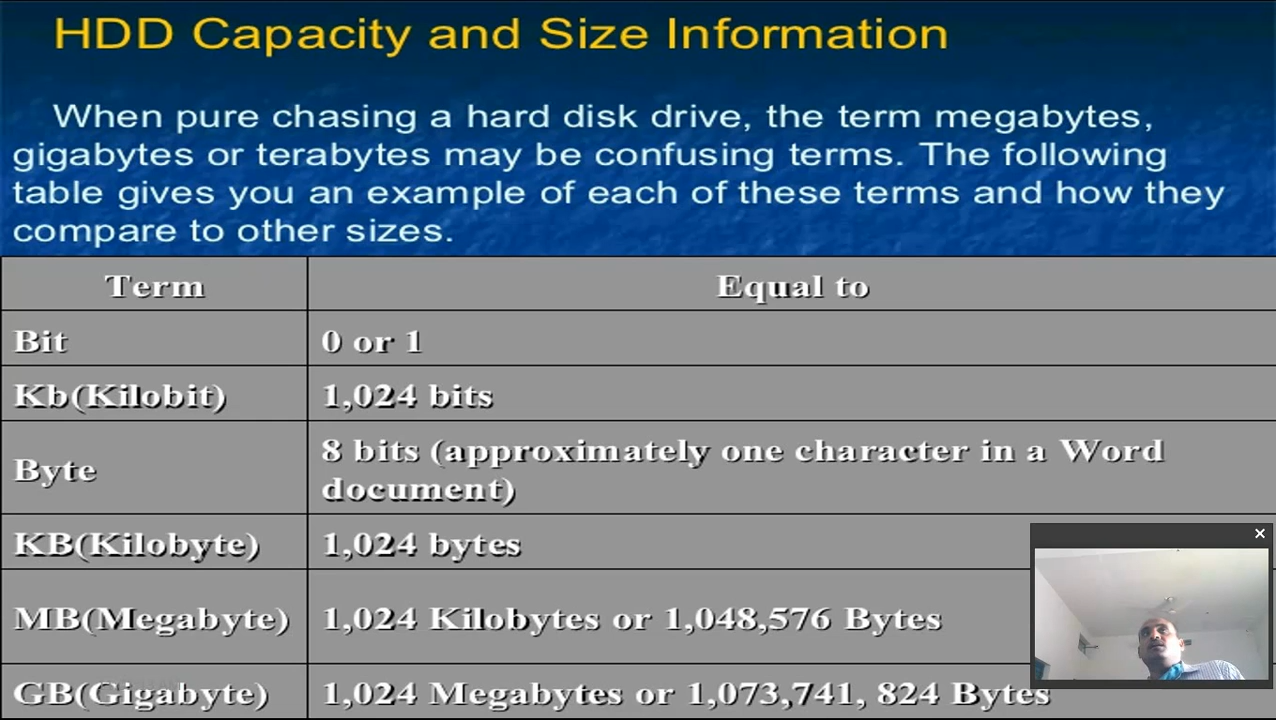 HDD Capacity and Size Information
When pure chasing a hard disk drive, the term megabytes,
gigabytes or terabytes may be confusing terms. The following
table gives you an example of each of these terms and how they
compare to other sizes.
Term Equal to
Bit 0 or 1
Kb(Kilobit) 1,024 bits
Byte 8 bits (approximately one character in a Word
document)
KB(Kilobyte) 1,024 bytes
MB(Megabyte) 1,024 Kilobytes or 1,048,576 Bytes
GB(Gigabyte) 1,024 Megabytes or 1,073,741, 824 Bytes